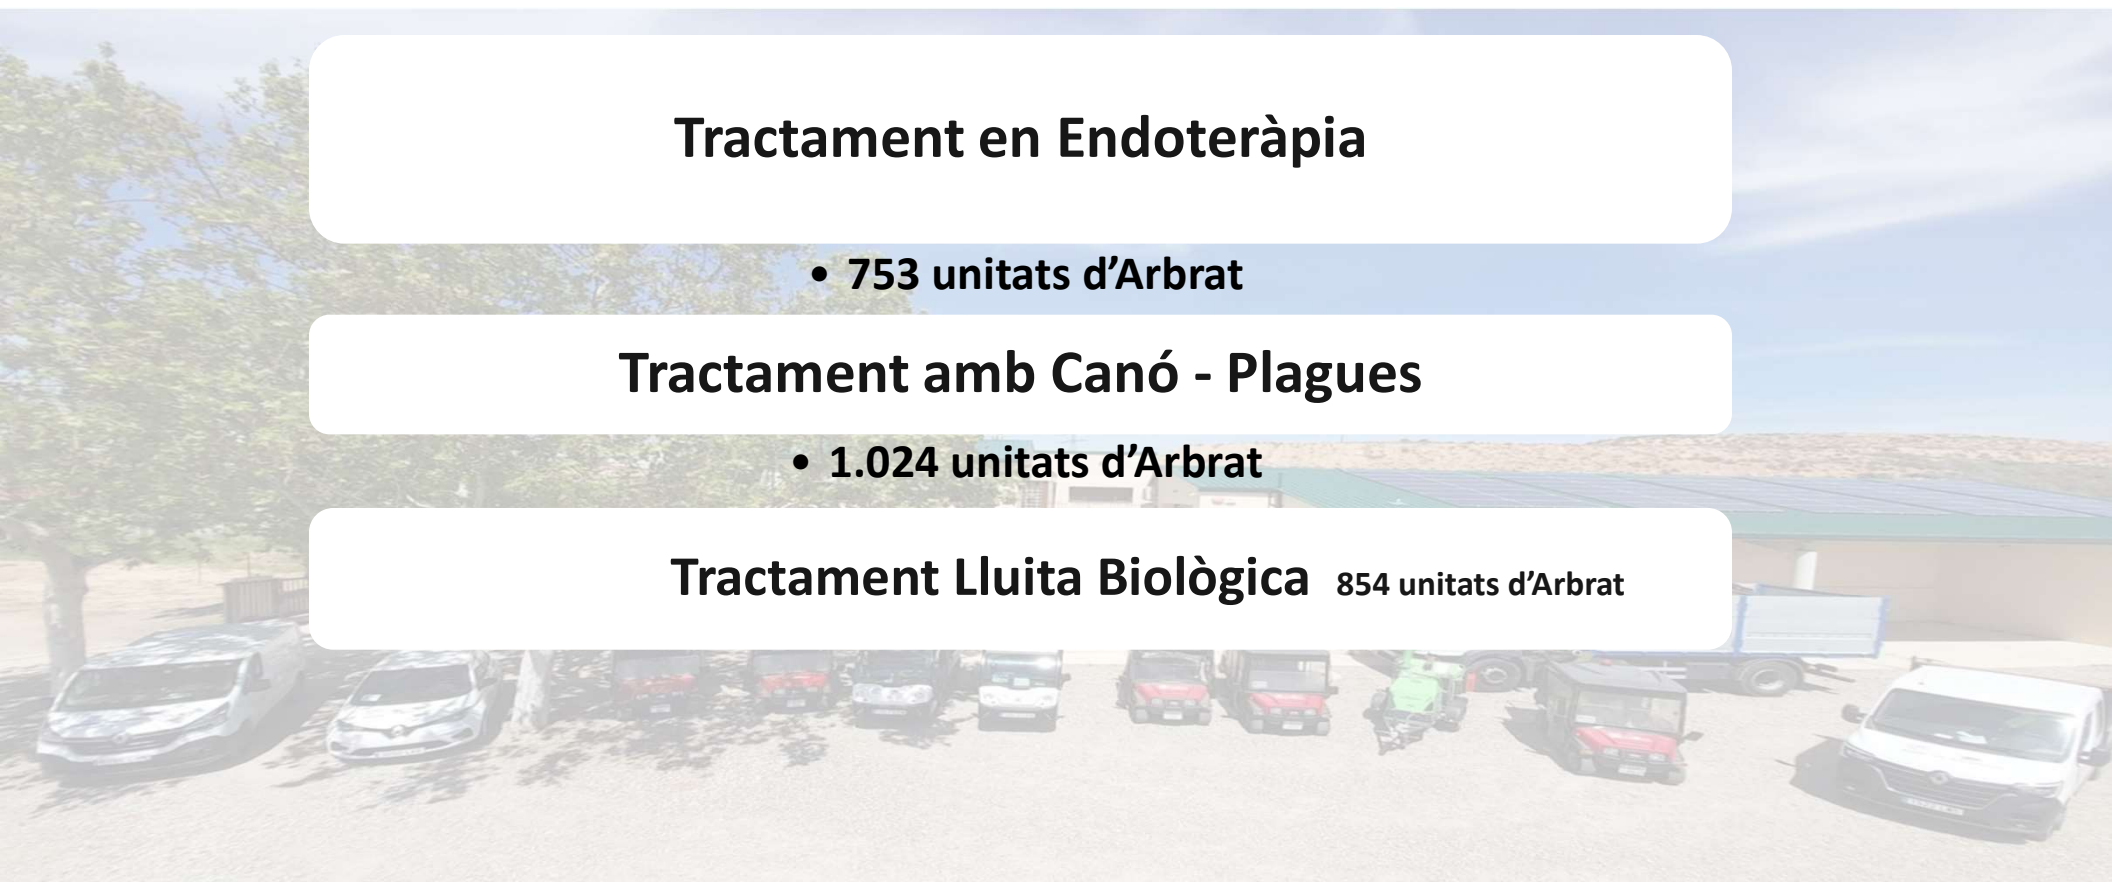 Tractament en Endoteràpia
• 753 unitats d’Arbrat
Tractament amb Canó - Plagues
• 1.024 unitats d’Arbrat
Tractament Lluita Biològica 854 unitats d’Arbrat